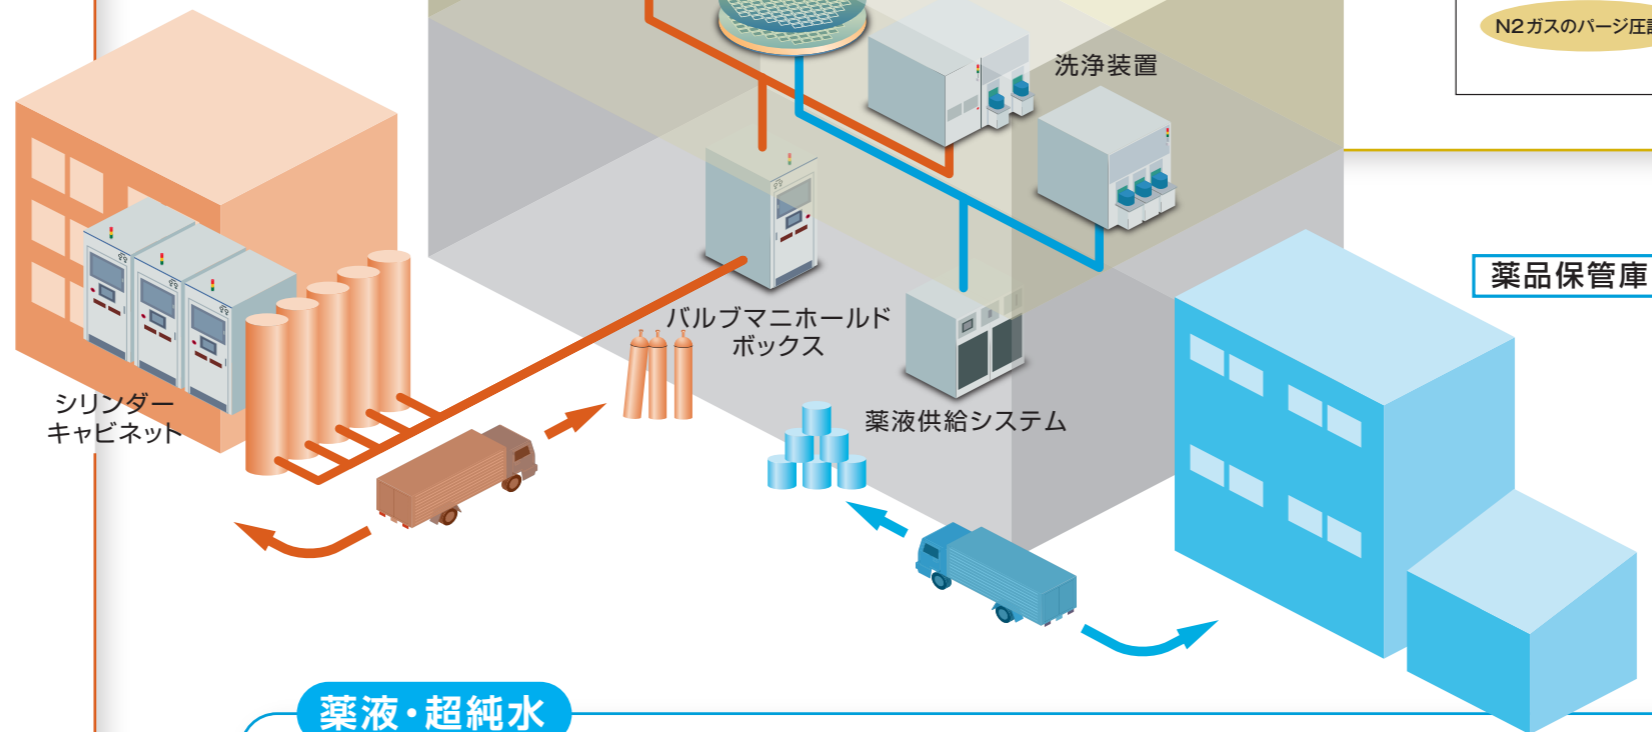 N2ガスのパージ圧
洗浄装置
薬品保管庫
バルブマニホールド
ボックス
シリンダー
キャビネット
薬液供給システム
薬液・超純水